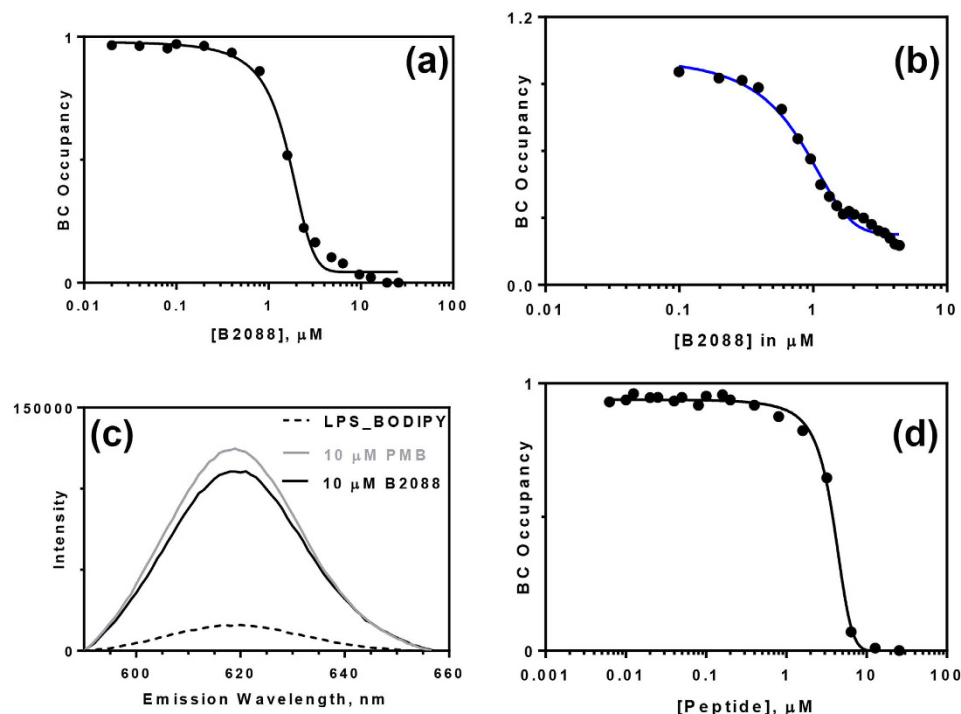 (a)
1
BC Occupancy
0
0.01 0.1 1 10 100
[B2088], μM
(b)
1.2
BC Occupancy
0.0
0.01 0.1 1 10
[B2088] in μM
(c)
150000
LPS_BODIPY
10 μM PMB
10 μM B2088
Intensity
0
600 620 640 660
Emission Wavelength, nm
(d)
1
BC Occupancy
0
0.001 0.01 0.1 1 10 100
[Peptide], μM